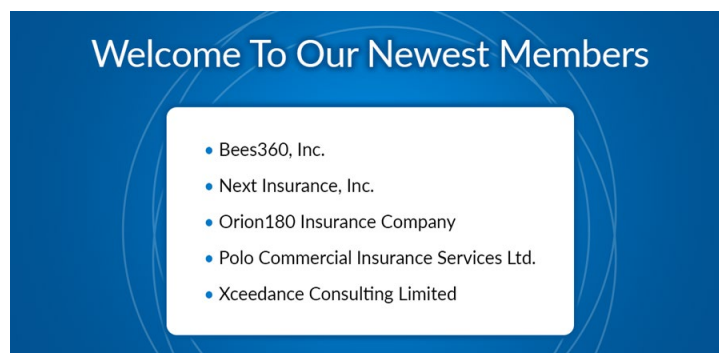 Welcome To Our Newest Members
• Bees360, Inc.
• Next Insurance, Inc.
• Orion180 Insurance Company
• Polo Commercial Insurance Services Ltd.
• Xceedance Consulting Limited